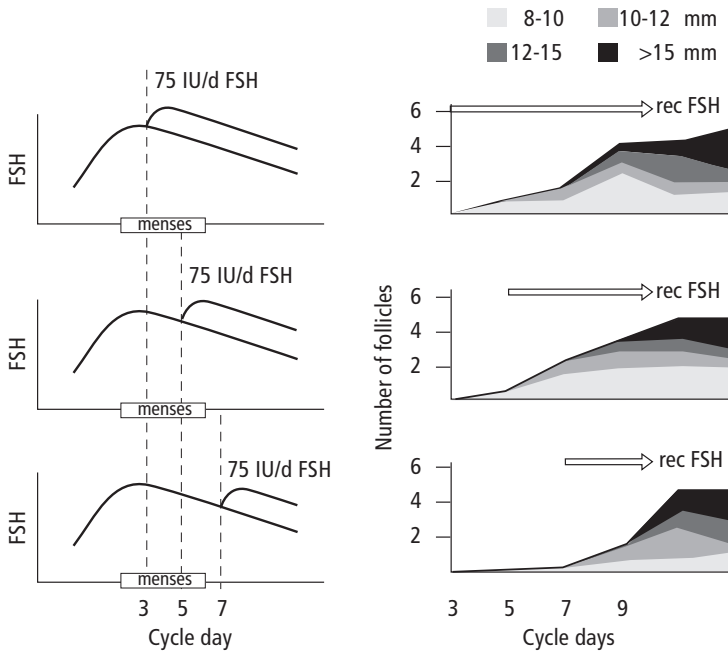 8-10 10-12 mm
12-15 >15 mm
75 IU/d FSH
FSH
menses
75 IU/d FSH
FSH
menses
75 IU/d FSH
FSH
menses
3 5 7
Cycle day
Number of follicles
6 rec FSH
4
2
6 rec FSH
4
2
6 rec FSH
4
2
3 5 7 9
Cycle days